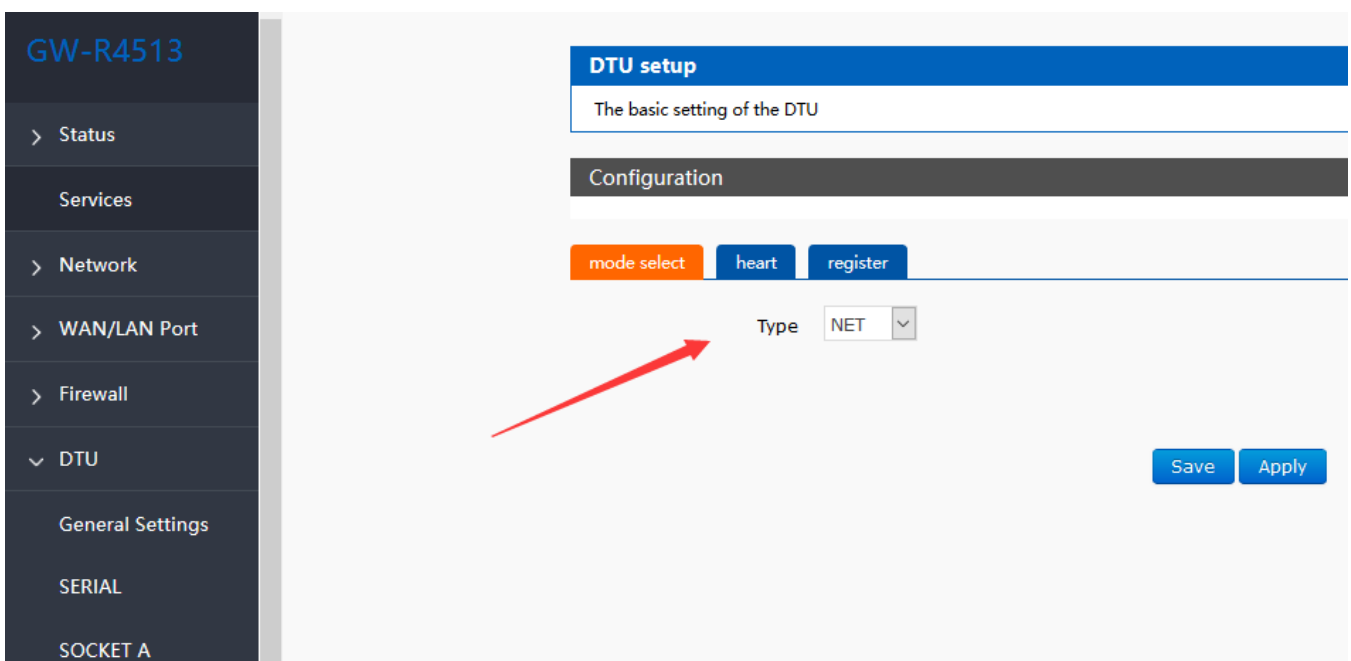 GW-R4513
Status
Services
Network
WAN/LAN Port
Firewall
DTU
General Settings
SERIAL
SOCKET A
DTU setup
The basic setting of the DTU
Configuration
mode select heart register
Type NET
Save Apply